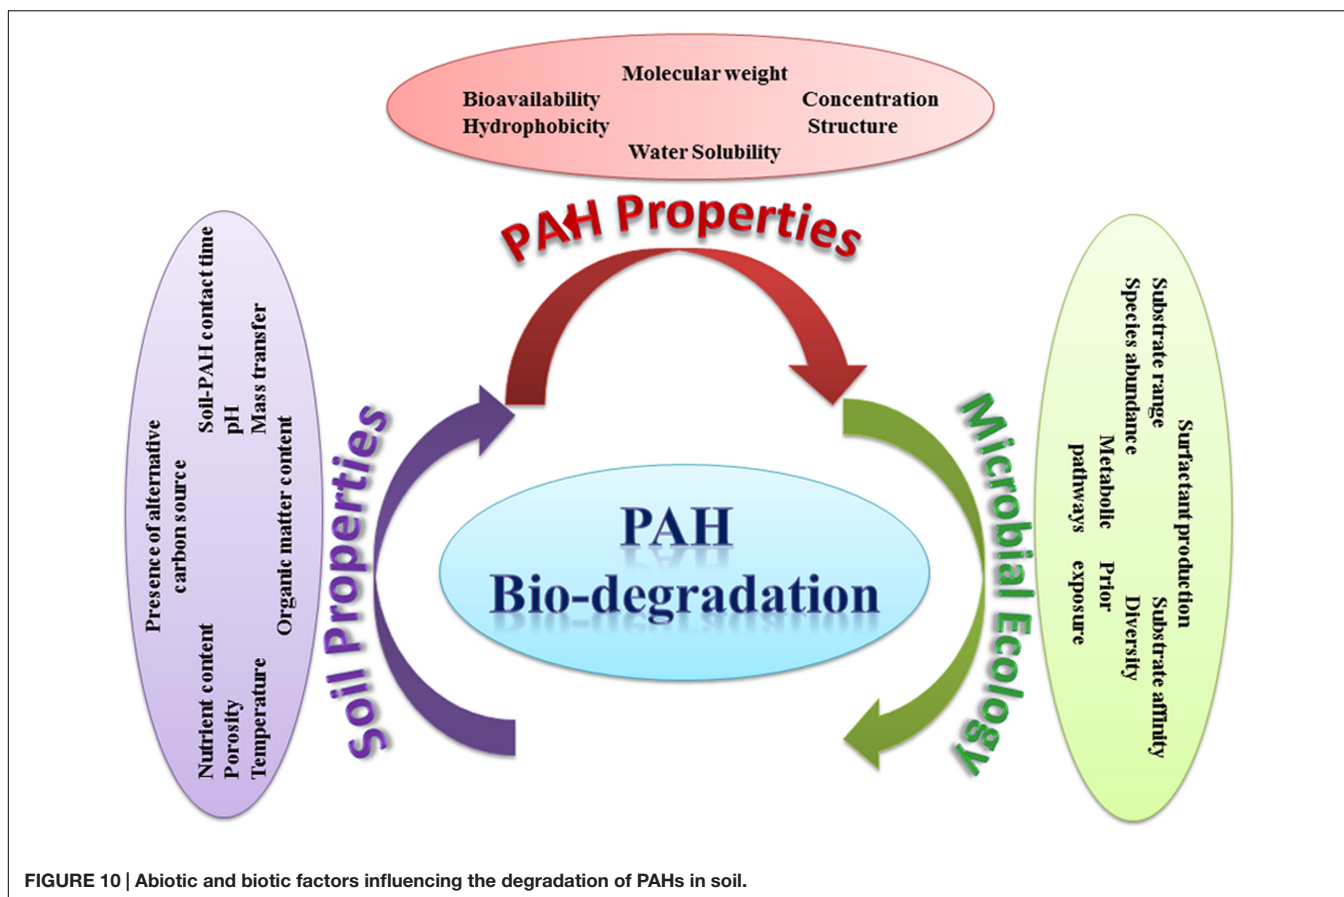 Molecular weight
Bioavailability
Concentration
Hydrophobicity
Structure
Water Solubility
PAH Properties
Presence of alternative
carbon source
Soil-PAH contact time
pH
Mass transfer
Nutrient content
Porosity
Temperature
Organic matter content
Soil Properties
PAH
Bio-degradation
Microbial Ecology
Surfactant production
Substrate range
Species abundance
Substrate affinity
Diversity
Metabolic
pathways
Prior
exposure
FIGURE 10 | Abiotic and biotic factors influencing the degradation of PAHs in soil.